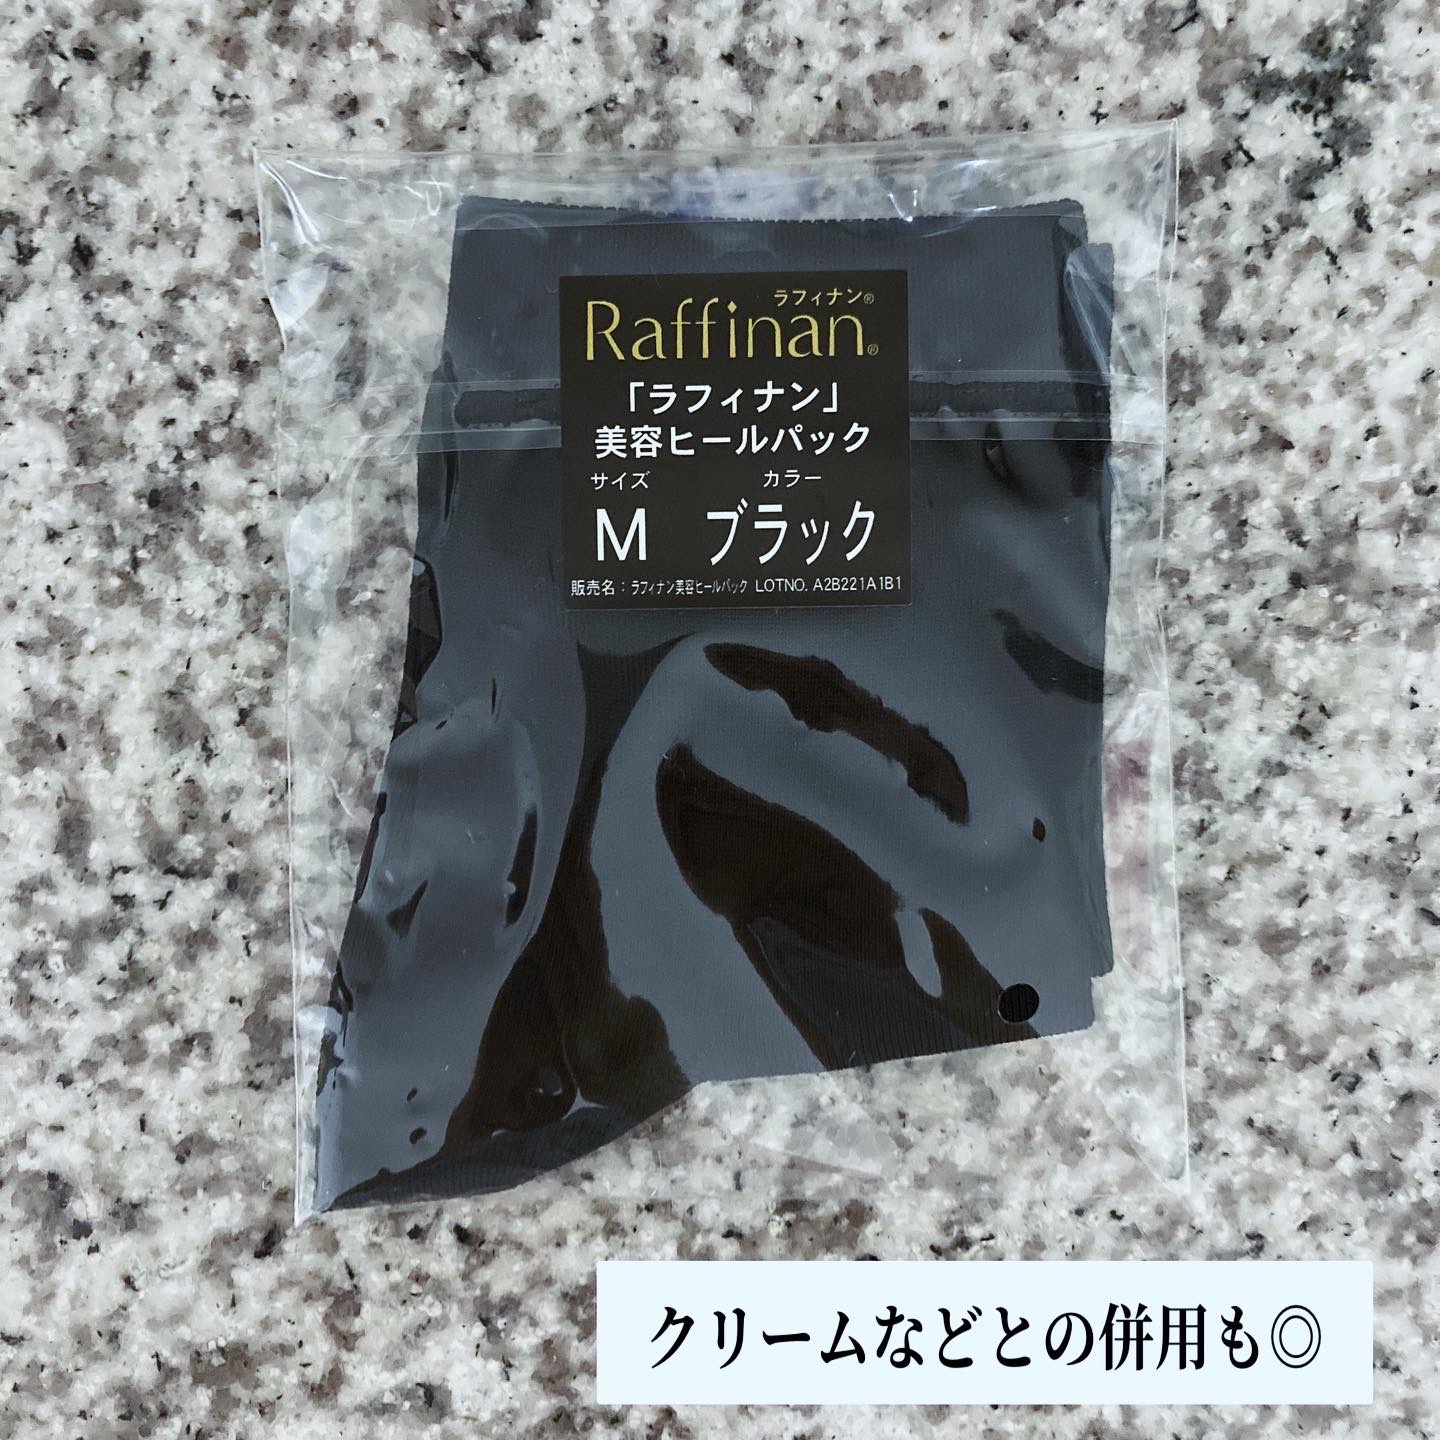 ラフィナン®
Raffinan®
「ラフィナン」
美容ヒールパック
サイズ カラー
M ブラック
販売名：ラフィナン美容ヒールパック LOTNO. A2B221A1B1
クリームなどとの併用も◎